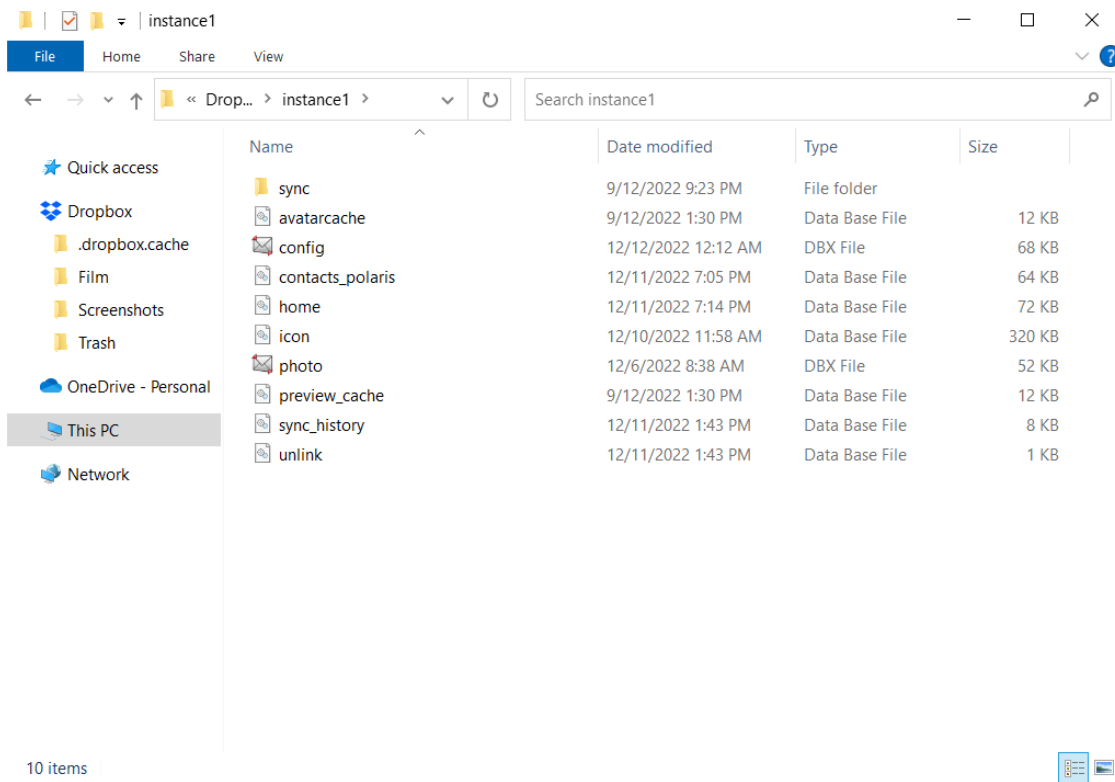 instance1
File Home Share View
?
« Drop... > instance1 >
Search instance1
Name Date modified Type Size
Quick access
Dropbox
.dropbox.cache
Film
Screenshots
Trash
OneDrive - Personal
This PC
Network
sync 9/12/2022 9:23 PM File folder
avatarcache 9/12/2022 1:30 PM Data Base File 12 KB
config 12/12/2022 12:12 AM DBX File 68 KB
contacts_polaris 12/11/2022 7:05 PM Data Base File 64 KB
home 12/11/2022 7:14 PM Data Base File 72 KB
icon 12/10/2022 11:58 AM Data Base File 320 KB
photo 12/6/2022 8:38 AM DBX File 52 KB
preview_cache 9/12/2022 1:30 PM Data Base File 12 KB
sync_history 12/11/2022 1:43 PM Data Base File 8 KB
unlink 12/11/2022 1:43 PM Data Base File 1 KB
10 items